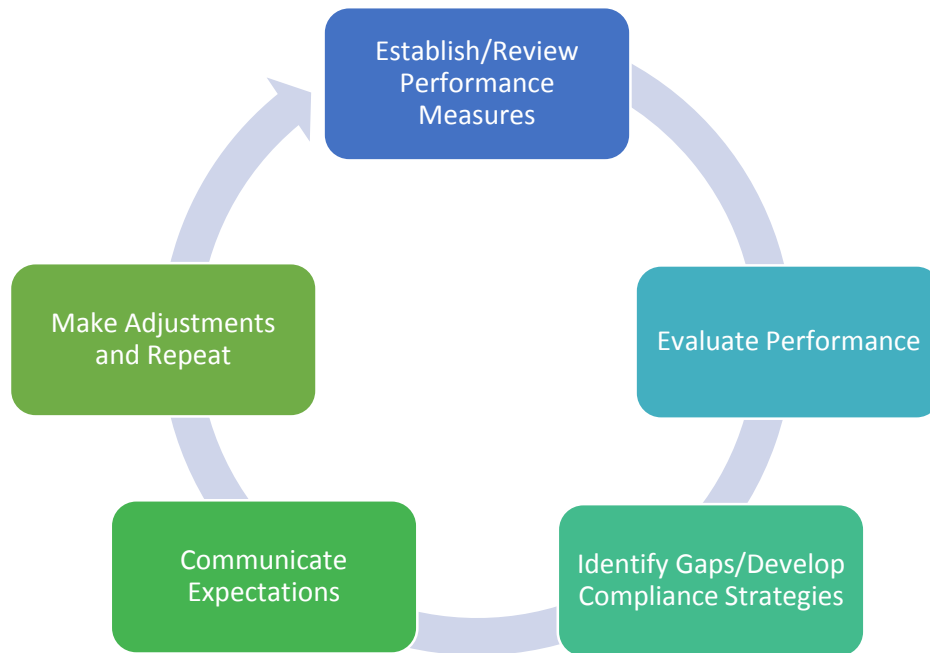 Establish/Review
Performance
Measures
Evaluate Performance
Identify Gaps/Develop
Compliance Strategies
Communicate
Expectations
Make Adjustments
and Repeat